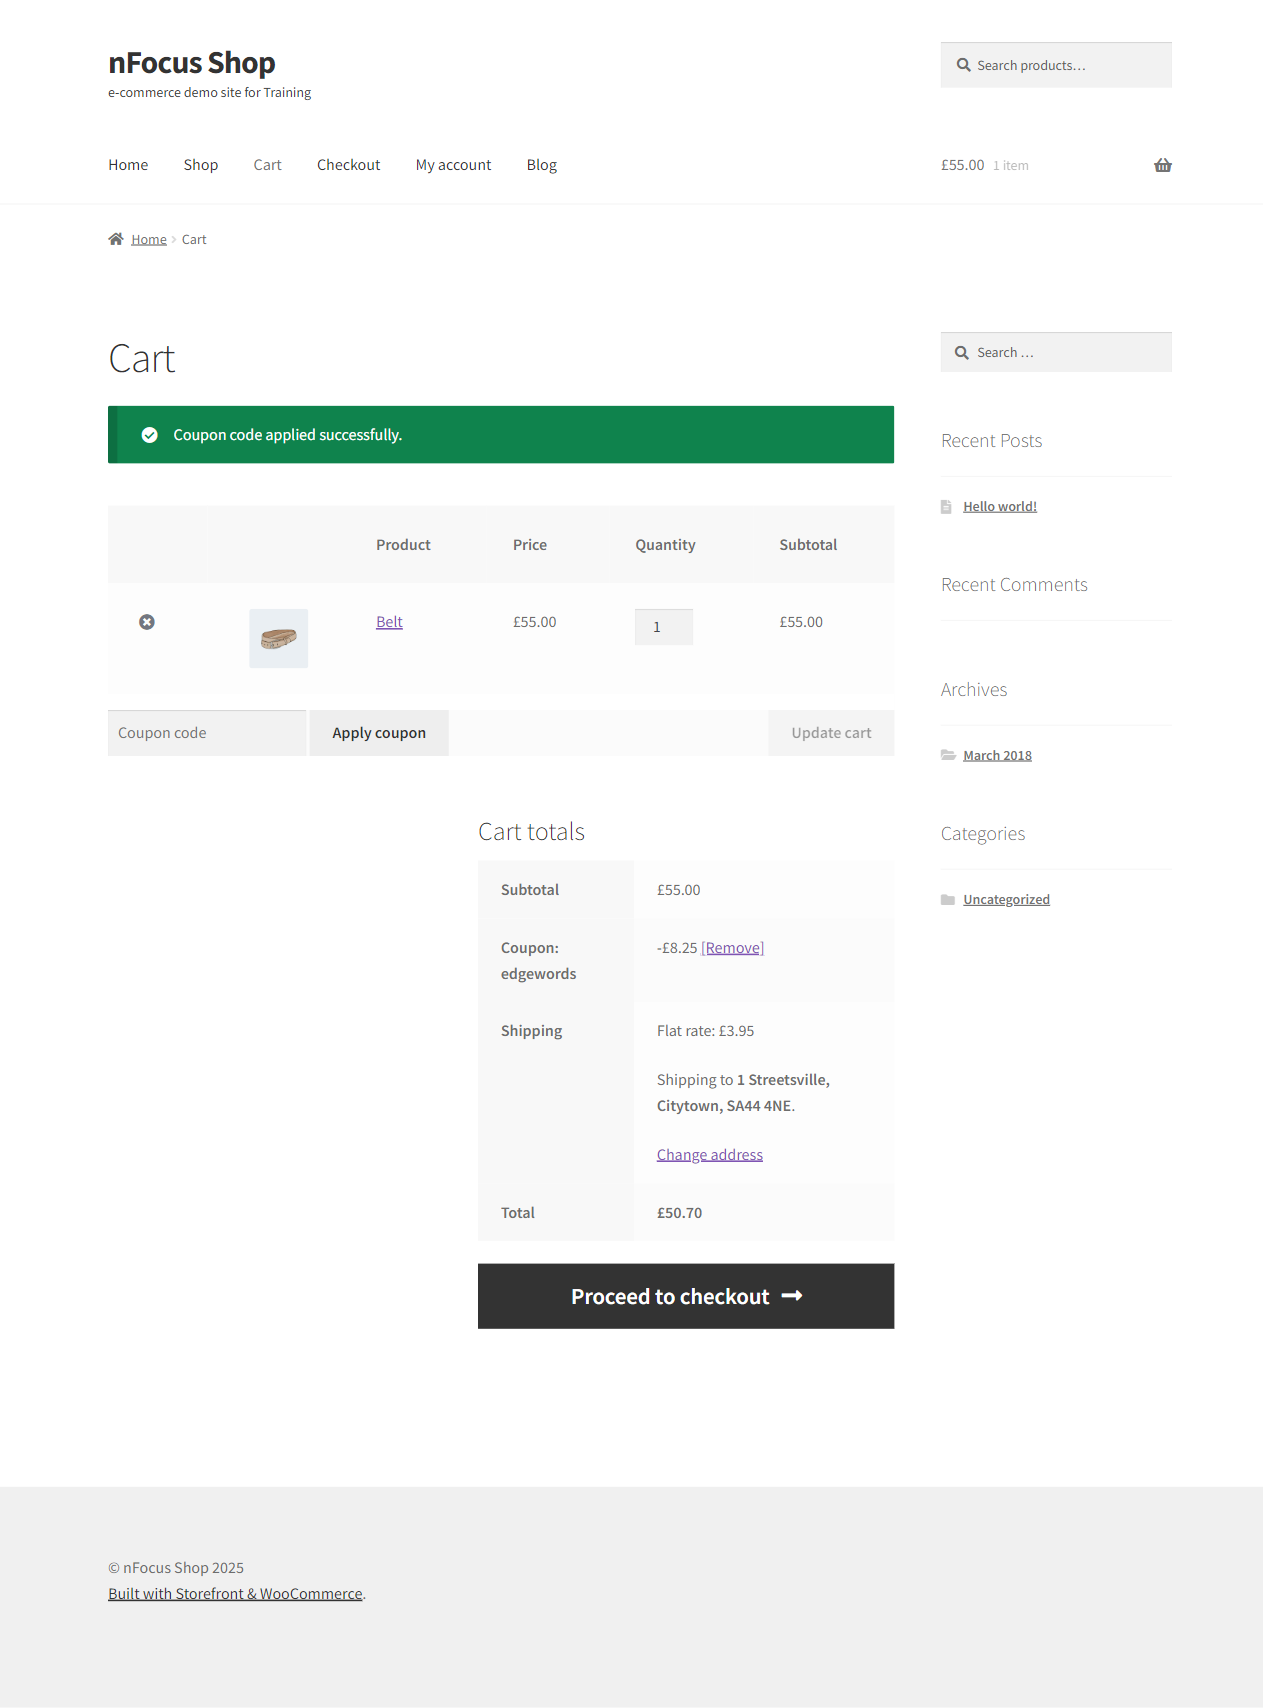 nFocus Shop
e-commerce demo site for Training
Search products…
Home Shop Cart Checkout My account Blog
£55.00 1 item
Home Cart
Cart
Coupon code applied successfully.
Product Price Quantity Subtotal
Belt £55.00 1 £55.00
Coupon code Apply coupon Update cart
Cart totals
Subtotal £55.00
Coupon: edgewords -£8.25 [Remove]
Shipping Flat rate: £3.95
Shipping to 1 Streetsville,
Citytown, SA44 4NE.
Change address
Total £50.70
Proceed to checkout
Search …
Recent Posts
Hello world!
Recent Comments
Archives
March 2018
Categories
Uncategorized
© nFocus Shop 2025
Built with Storefront & WooCommerce.